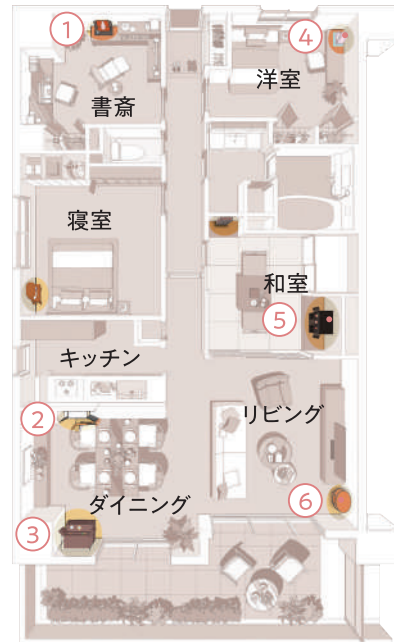 ①
④
書斎
洋室
寝室
和室
⑤
キッチン
②
リビング
ダイニング
⑥
③